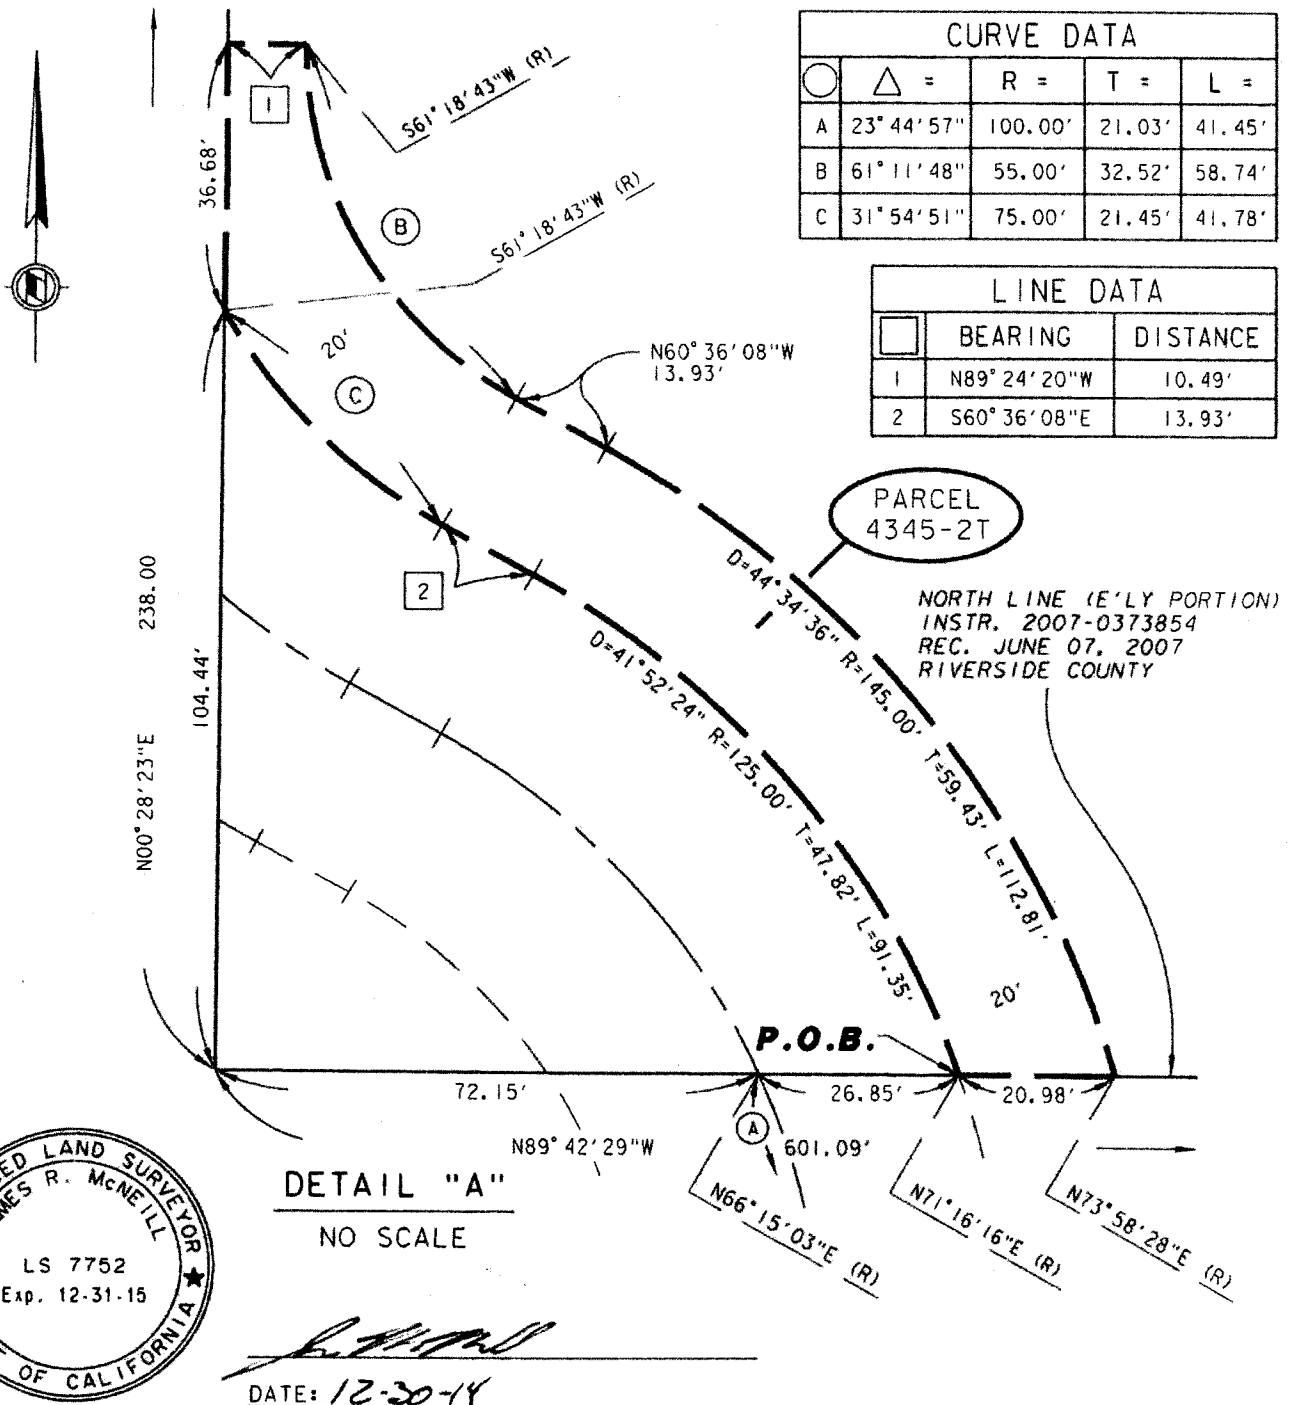 CURVE DATA
△ = R = T = L =
A 23°44'57" 100.00' 21.03' 41.45'
B 61°11'48" 55.00' 32.52' 58.74'
C 31°54'51" 75.00' 21.45' 41.78'
LINE DATA
BEARING DISTANCE
1 N89°24'20"W 10.49'
2 S60°36'08"E 13.93'
1
S61°18'43"W (R)
36.68'
B
S61°18'43"W (R)
20'
C
N60°36'08"W
13.93'
PARCEL
4345-2T
2
NORTH LINE (E'LY PORTION)
INSTR. 2007-0373854
REC. JUNE 07, 2007
RIVERSIDE COUNTY
D=44°34'36" R=145.00' T=59.43' L=112.81'
D=41°52'24" R=125.00' T=47.82' L=91.35'
238.00
104.44'
N00°28'23"E
20'
P.O.B.
72.15'
26.85'
20.98'
A
N89°42'29"W
601.09'
N66°15'03"E (R)
N71°16'16"E (R)
N73°58'28"E (R)
DETAIL "A"
NO SCALE
ED LAND SURVEYOR
MES R. McNEILL
LS 7752
Exp. 12-31-15
OF CALIFORNIA
DATE: 12-30-14